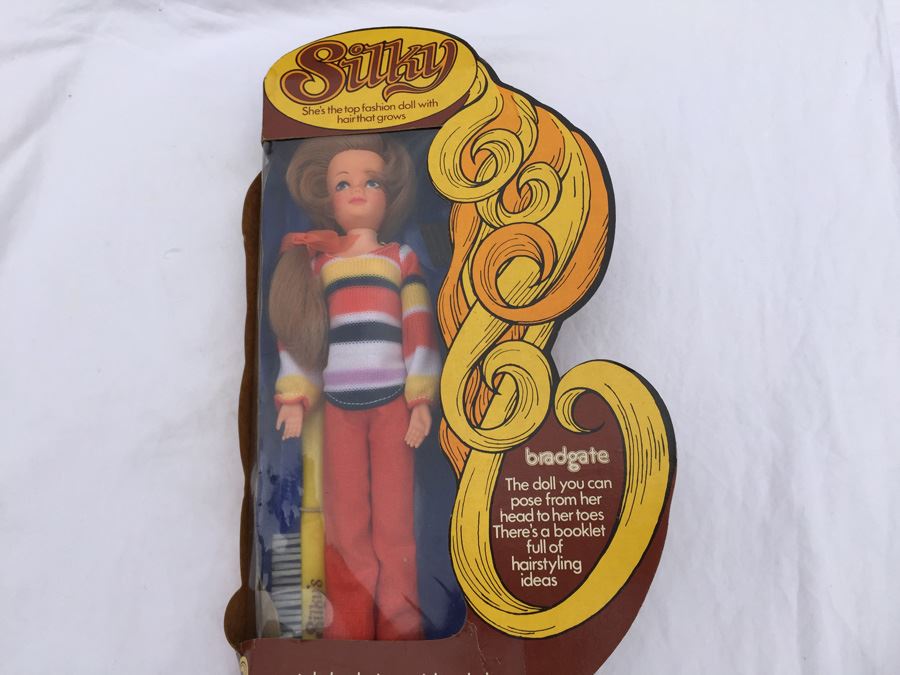 Silky
She's the top fashion doll with
hair that grows
bradgate
The doll you can
pose from her
head to her toes
There's a booklet
full of
hairstyling
ideas
Silky's